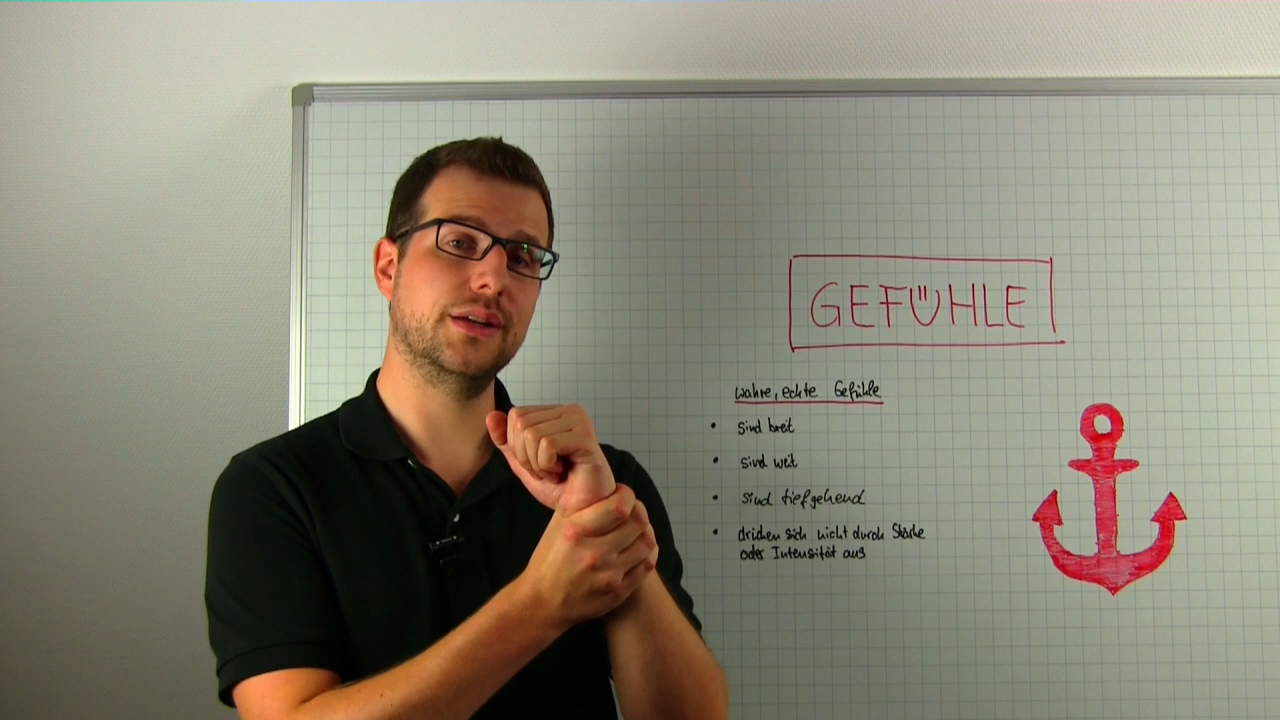 GEFÜHLE
wahre, echte Gefühle
• sind breit
• sind weit
• sind tiefgehend
• drücken sich nicht durch Stärke
oder Intensität aus